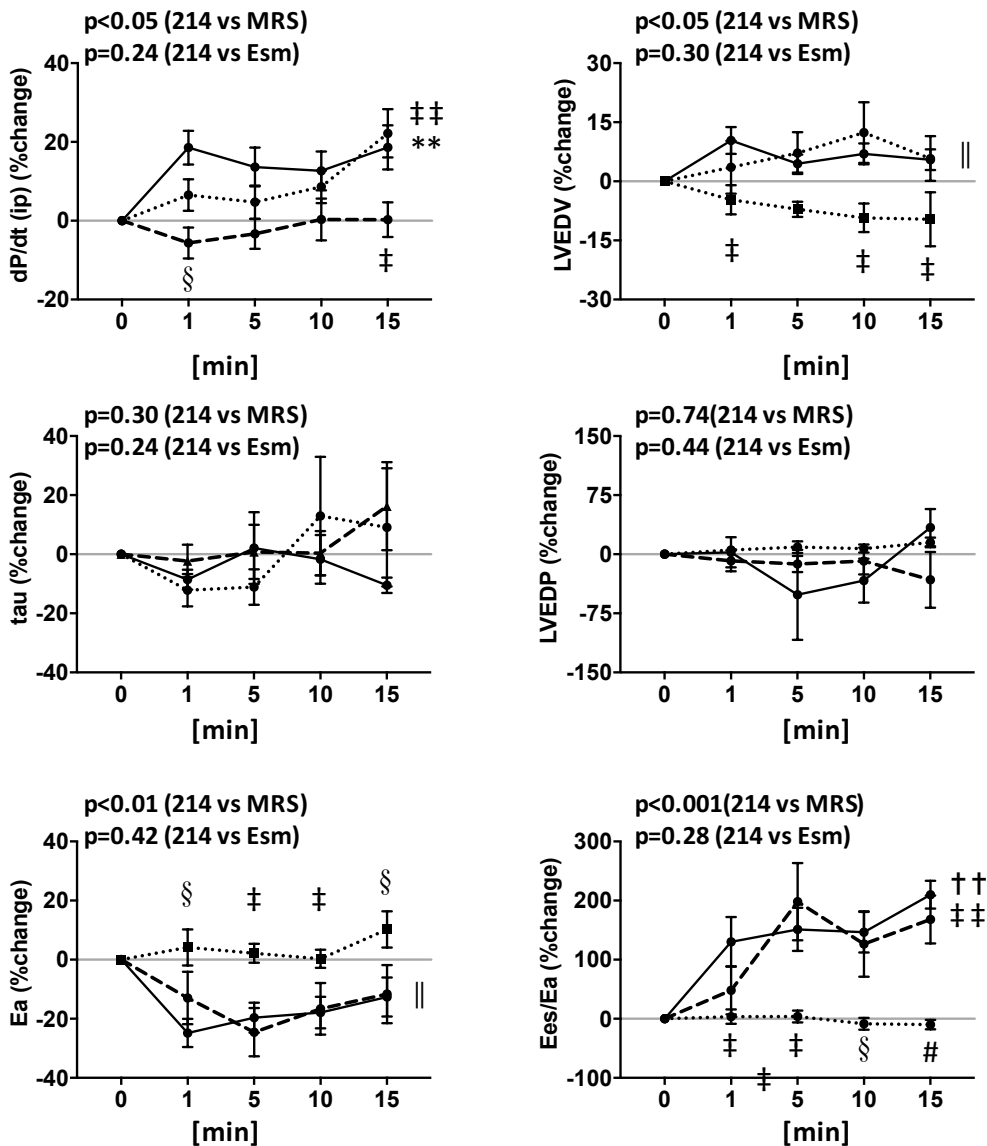 p<0.05 (214 vs MRS)
p=0.24 (214 vs Esm)
dP/dt (ip) (%change)
40
20
0
-20
‡‡
**
§
‡
0 1 5 10 15
[min]
p<0.05 (214 vs MRS)
p=0.30 (214 vs Esm)
LVEDV (%change)
30
15
0
-15
-30
||
‡ ‡ ‡
0 1 5 10 15
[min]
p=0.30 (214 vs MRS)
p=0.24 (214 vs Esm)
tau (%change)
40
20
0
-20
-40
0 1 5 10 15
[min]
p=0.74(214 vs MRS)
p=0.44 (214 vs Esm)
LVEDP (%change)
150
75
0
-75
-150
0 1 5 10 15
[min]
p<0.01 (214 vs MRS)
p=0.42 (214 vs Esm)
Ea (%change)
40
20
0
-20
-40
§ ‡ ‡ §
||
0 1 5 10 15
[min]
p<0.001(214 vs MRS)
p=0.28 (214 vs Esm)
Ees/Ea (%change)
300
200
100
0
-100
††
‡‡
‡ ‡ § #
‡
0 1 5 10 15
[min]